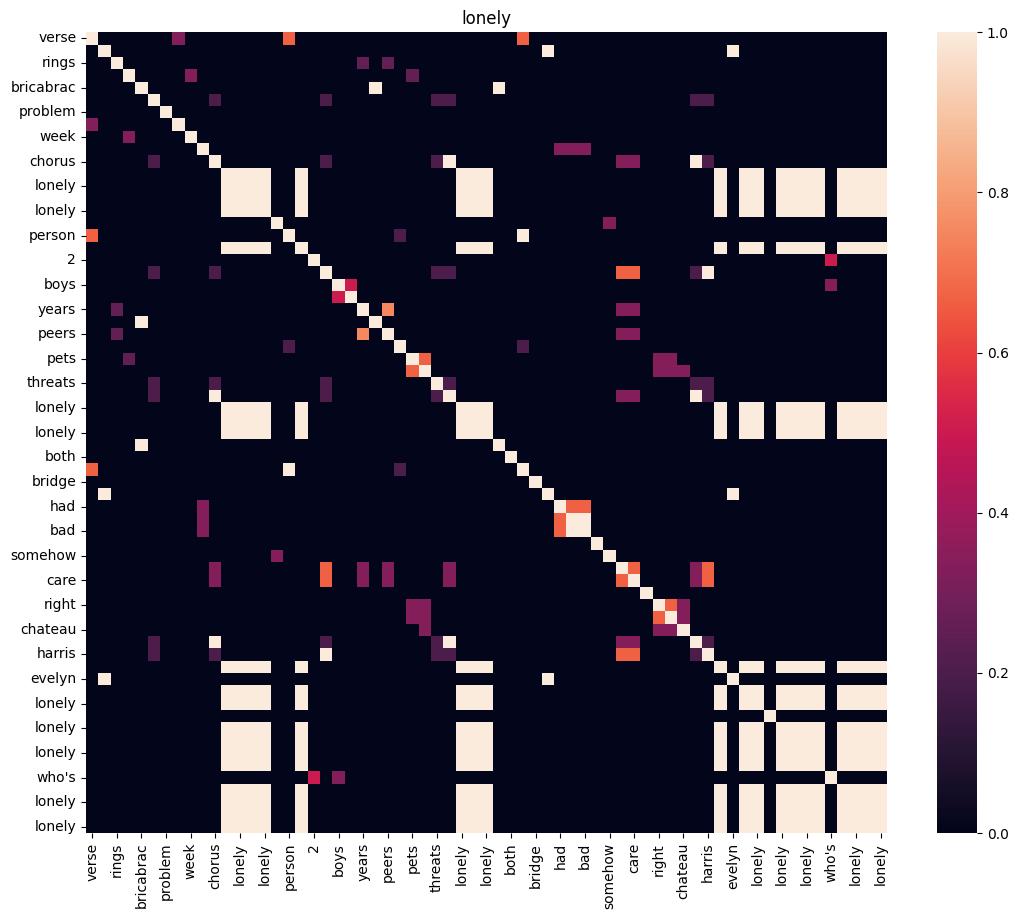 lonely
verse
rings
bricabrac
problem
week
chorus
lonely
lonely
person
2
boys
years
peers
pets
threats
lonely
lonely
both
bridge
had
bad
somehow
care
right
chateau
harris
evelyn
lonely
lonely
lonely
who's
lonely
lonely
verse
rings
bricabrac
problem
week
chorus
lonely
lonely
person
2
boys
years
peers
pets
threats
lonely
lonely
both
bridge
had
bad
somehow
care
right
chateau
harris
evelyn
lonely
lonely
lonely
who's
lonely
lonely
1.0
0.8
0.6
0.4
0.2
0.0